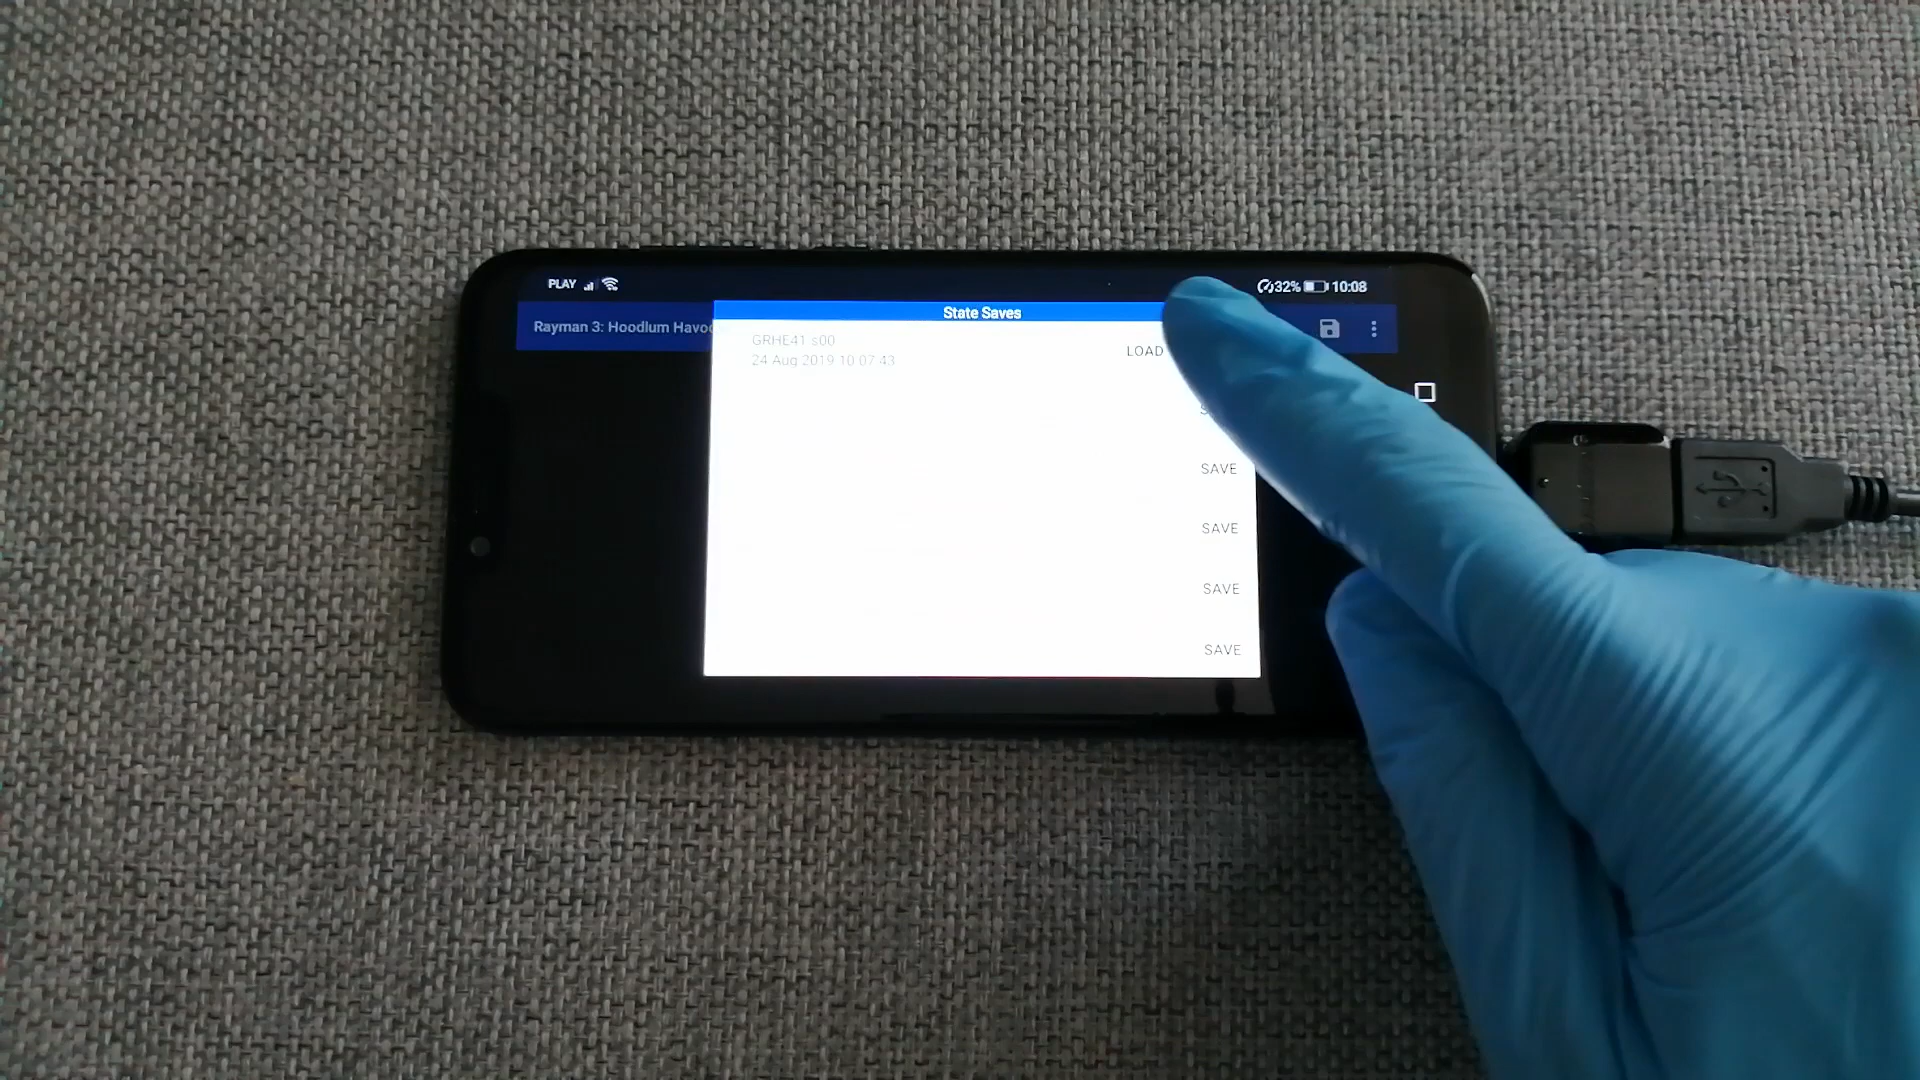 PLAY
32% 10:08
Rayman 3: Hoodlum Havoc
State Saves
GRHE41.s00
24 Aug 2019 10:07:43
LOAD
SAVE
SAVE
SAVE
SAVE